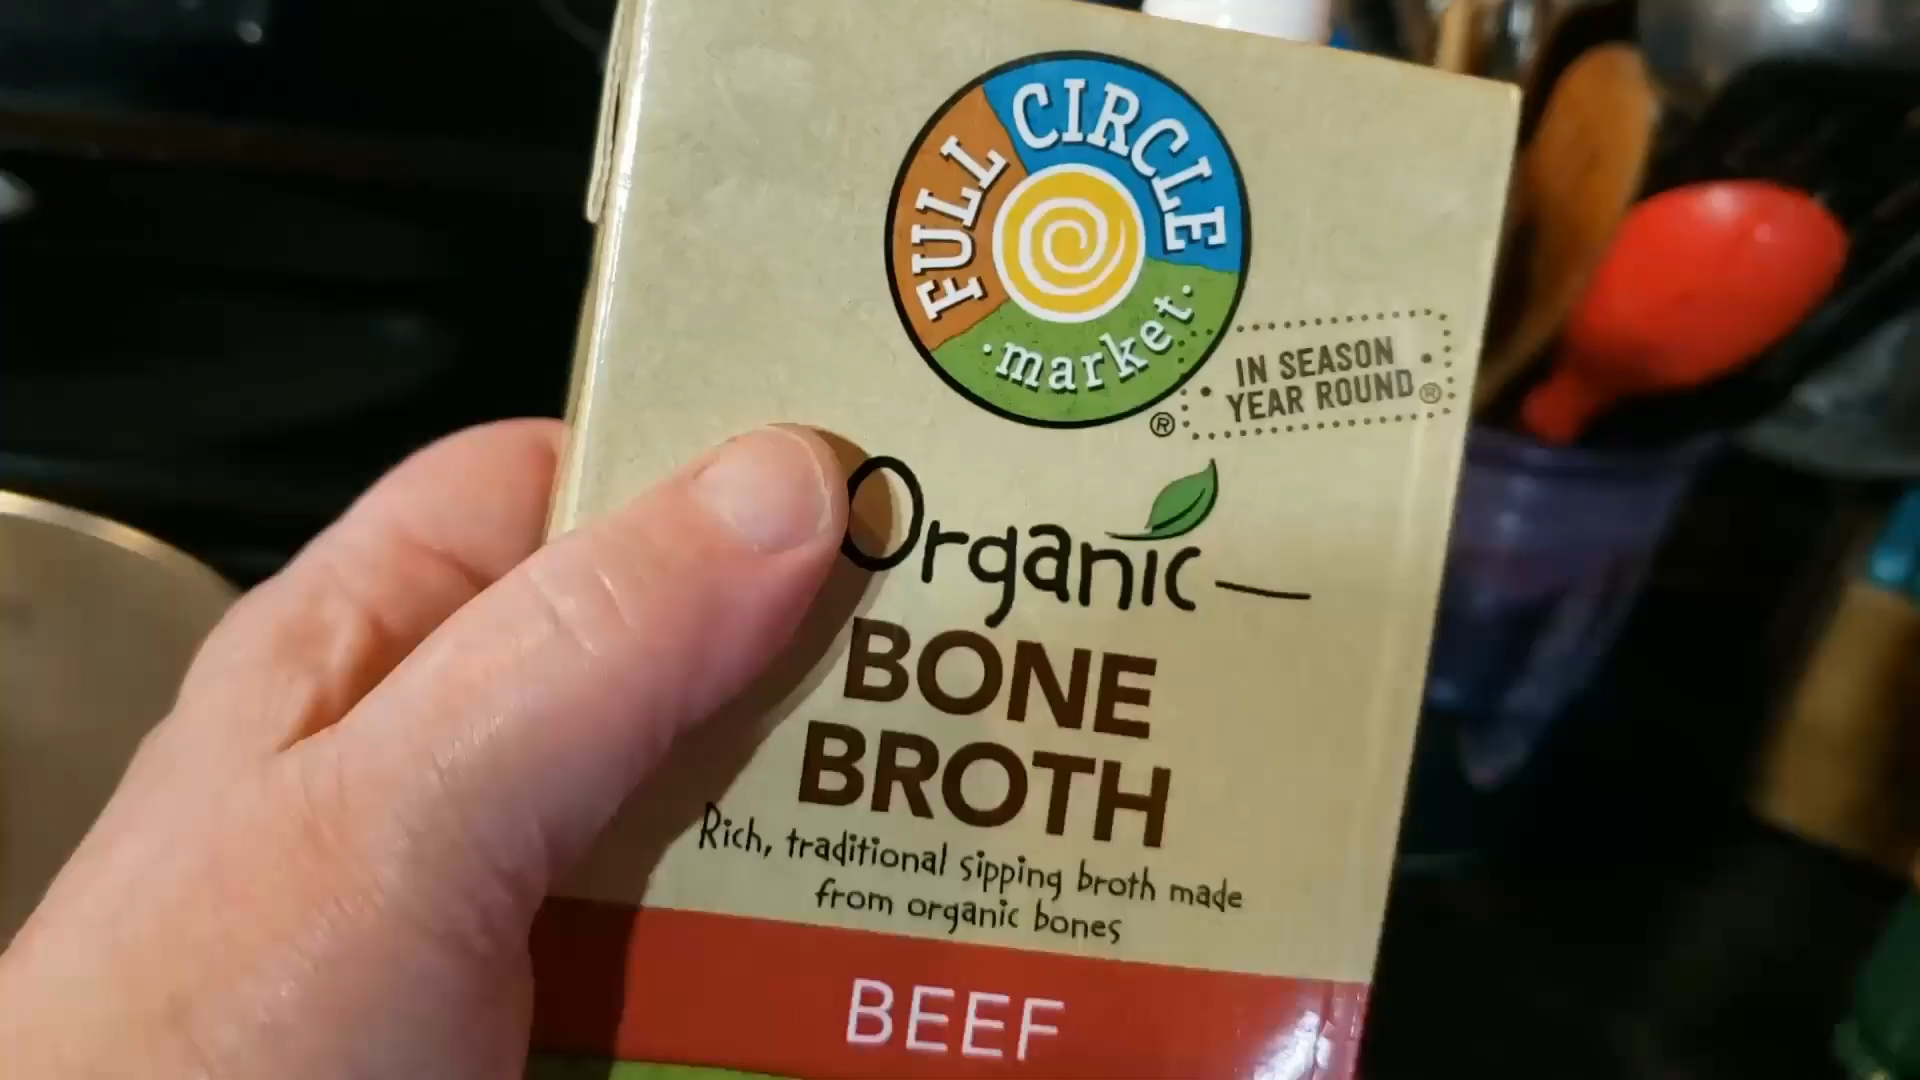 FULL CIRCLE
·market·
®
IN SEASON
YEAR ROUND®
Organic
BONE
BROTH
Rich, traditional sipping broth made
from organic bones
BEEF